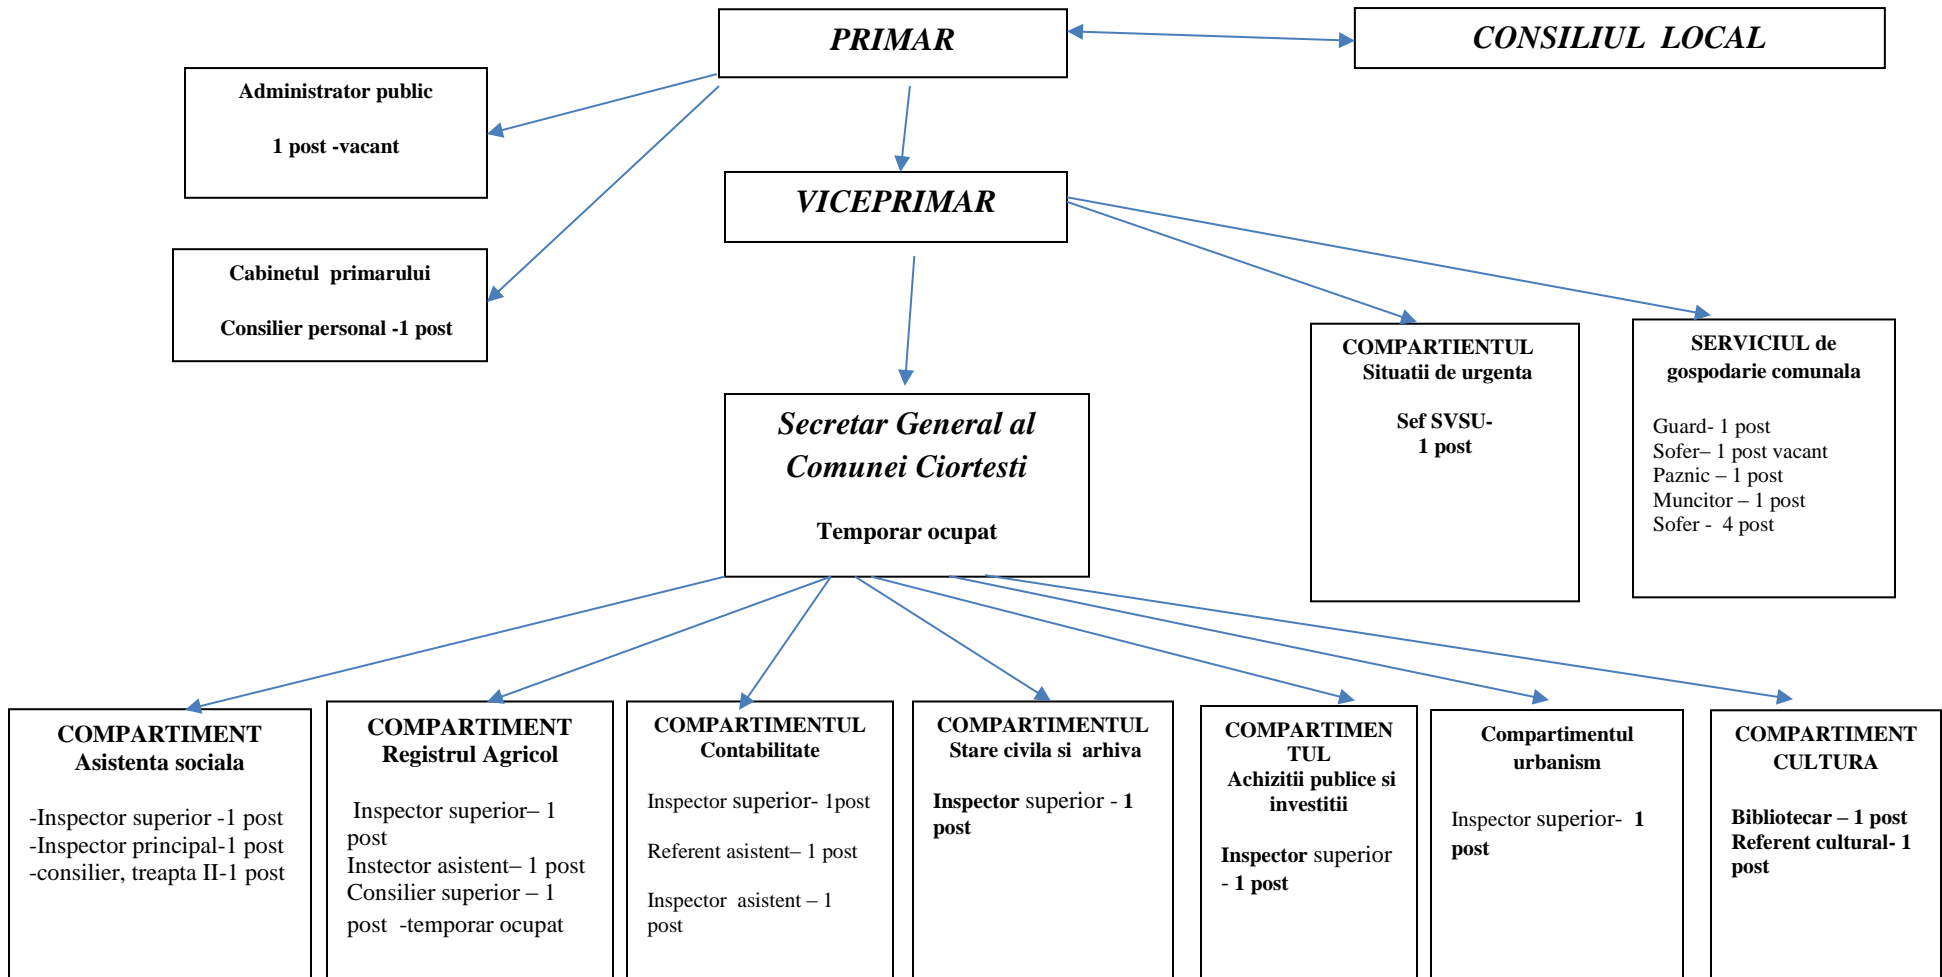 PRIMAR
CONSILIUL LOCAL
Administrator public
1 post -vacant
VICEPRIMAR
Cabinetul primarului
Consilier personal -1 post
COMPARTIENTUL
Situatii de urgenta
Sef SVSU-
1 post
SERVICIUL de
gospodarie comunala
Guard- 1 post
Sofer– 1 post vacant
Paznic – 1 post
Muncitor – 1 post
Sofer - 4 post
Secretar General al
Comunei Ciortesti
Temporar ocupat
COMPARTIMENT
Asistenta sociala
-Inspector superior -1 post
-Inspector principal-1 post
-consilier, treapta II-1 post
COMPARTIMENT
Registrul Agricol
Inspector superior– 1
post
Instector asistent– 1 post
Consilier superior – 1
post -temporar ocupat
COMPARTIMENTUL
Contabilitate
Inspector superior- 1post
Referent asistent– 1 post
Inspector asistent – 1
post
COMPARTIMENTUL
Stare civila si arhiva
Inspector superior - 1
post
COMPARTIMEN
TUL
Achizitii publice si
investitii
Inspector superior
- 1 post
Compartimentul
urbanism
Inspector superior- 1
post
COMPARTIMENT
CULTURA
Bibliotecar – 1 post
Referent cultural- 1
post